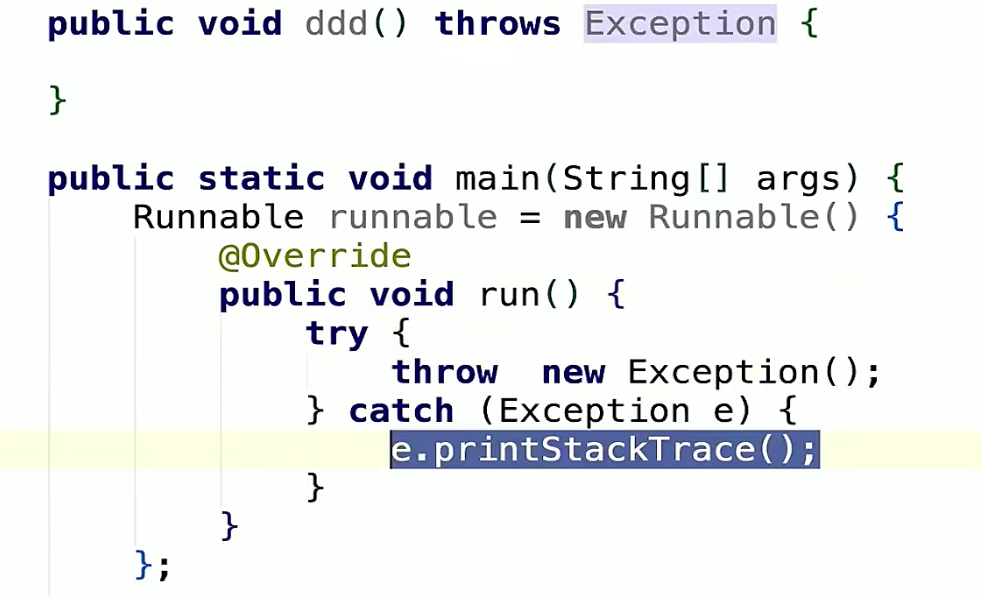 public void ddd() throws Exception {
}
public static void main(String[] args) {
Runnable runnable = new Runnable() {
@Override
public void run() {
try {
throw  new Exception();
} catch (Exception e) {
e.printStackTrace();
}
}
};